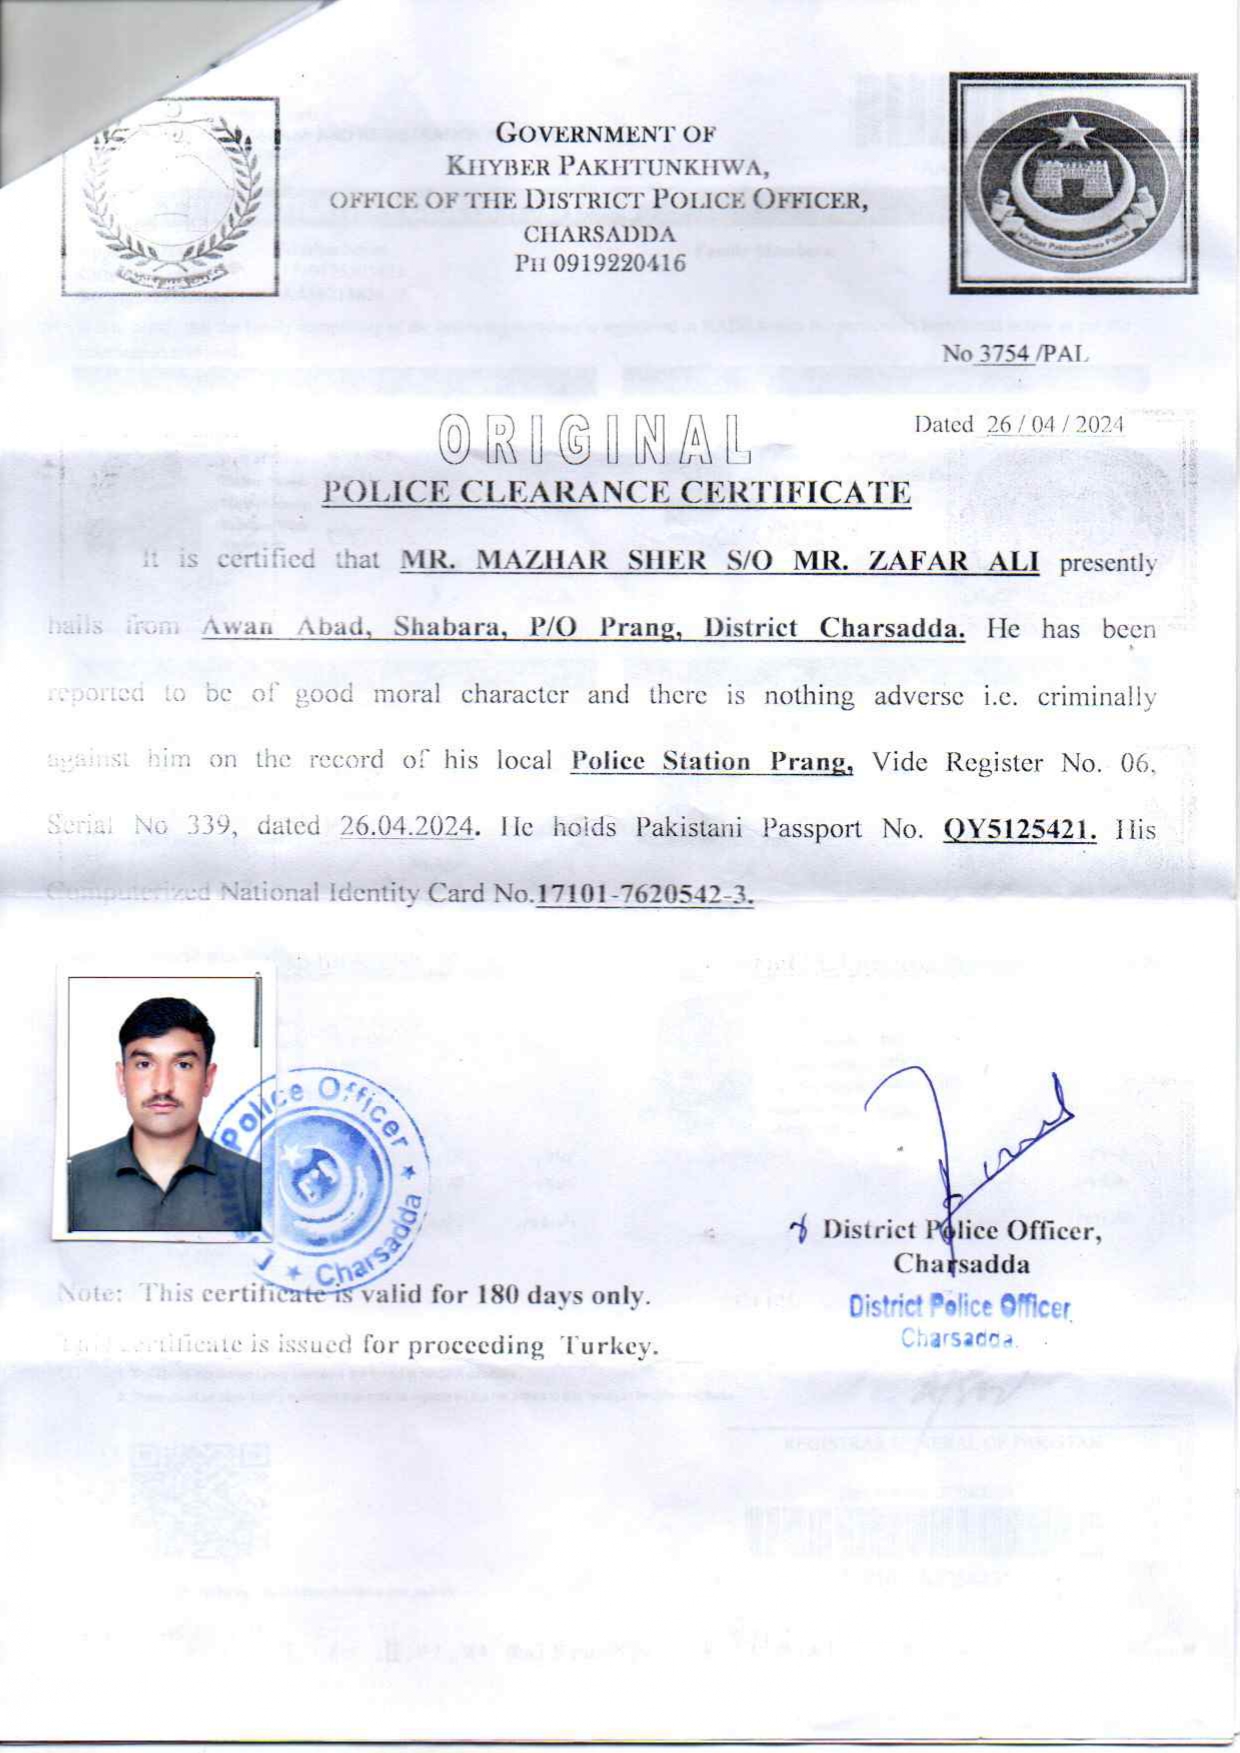 GOVERNMENT OF
KHYBER PAKHTUNKHWA,
OFFICE OF THE DISTRICT POLICE OFFICER,
CHARSADDA
PH 0919220416
Khyber Pakhtunkhwa Police
No 3754 /PAL
Dated 26 / 04 / 2024
ORIGINAL
POLICE CLEARANCE CERTIFICATE
It is certified that MR. MAZHAR SHER S/O MR. ZAFAR ALI presently
hails from Awan Abad, Shabara, P/O Prang, District Charsadda. He has been
reported to be of good moral character and there is nothing adverse i.e. criminally
against him on the record of his local Police Station Prang, Vide Register No. 06,
Serial No 339, dated 26.04.2024. He holds Pakistani Passport No. QY5125421. His
Computerized National Identity Card No.17101-7620542-3.
District Police Officer
★ Charsadda ★
District Police Officer,
Charsadda
District Police Officer,
Charsadda.
Note: This certificate is valid for 180 days only.
This certificate is issued for proceeding Turkey.
REGISTRAR GENERAL OF PAKISTAN